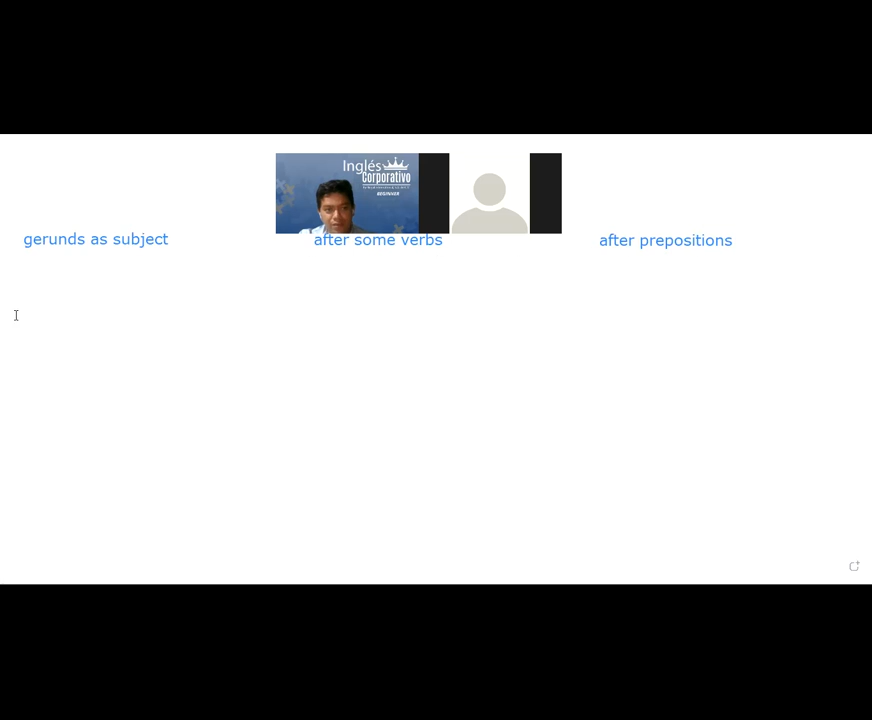 Inglés
Corporativo
BEGINNER
gerunds as subject
after some verbs
after prepositions